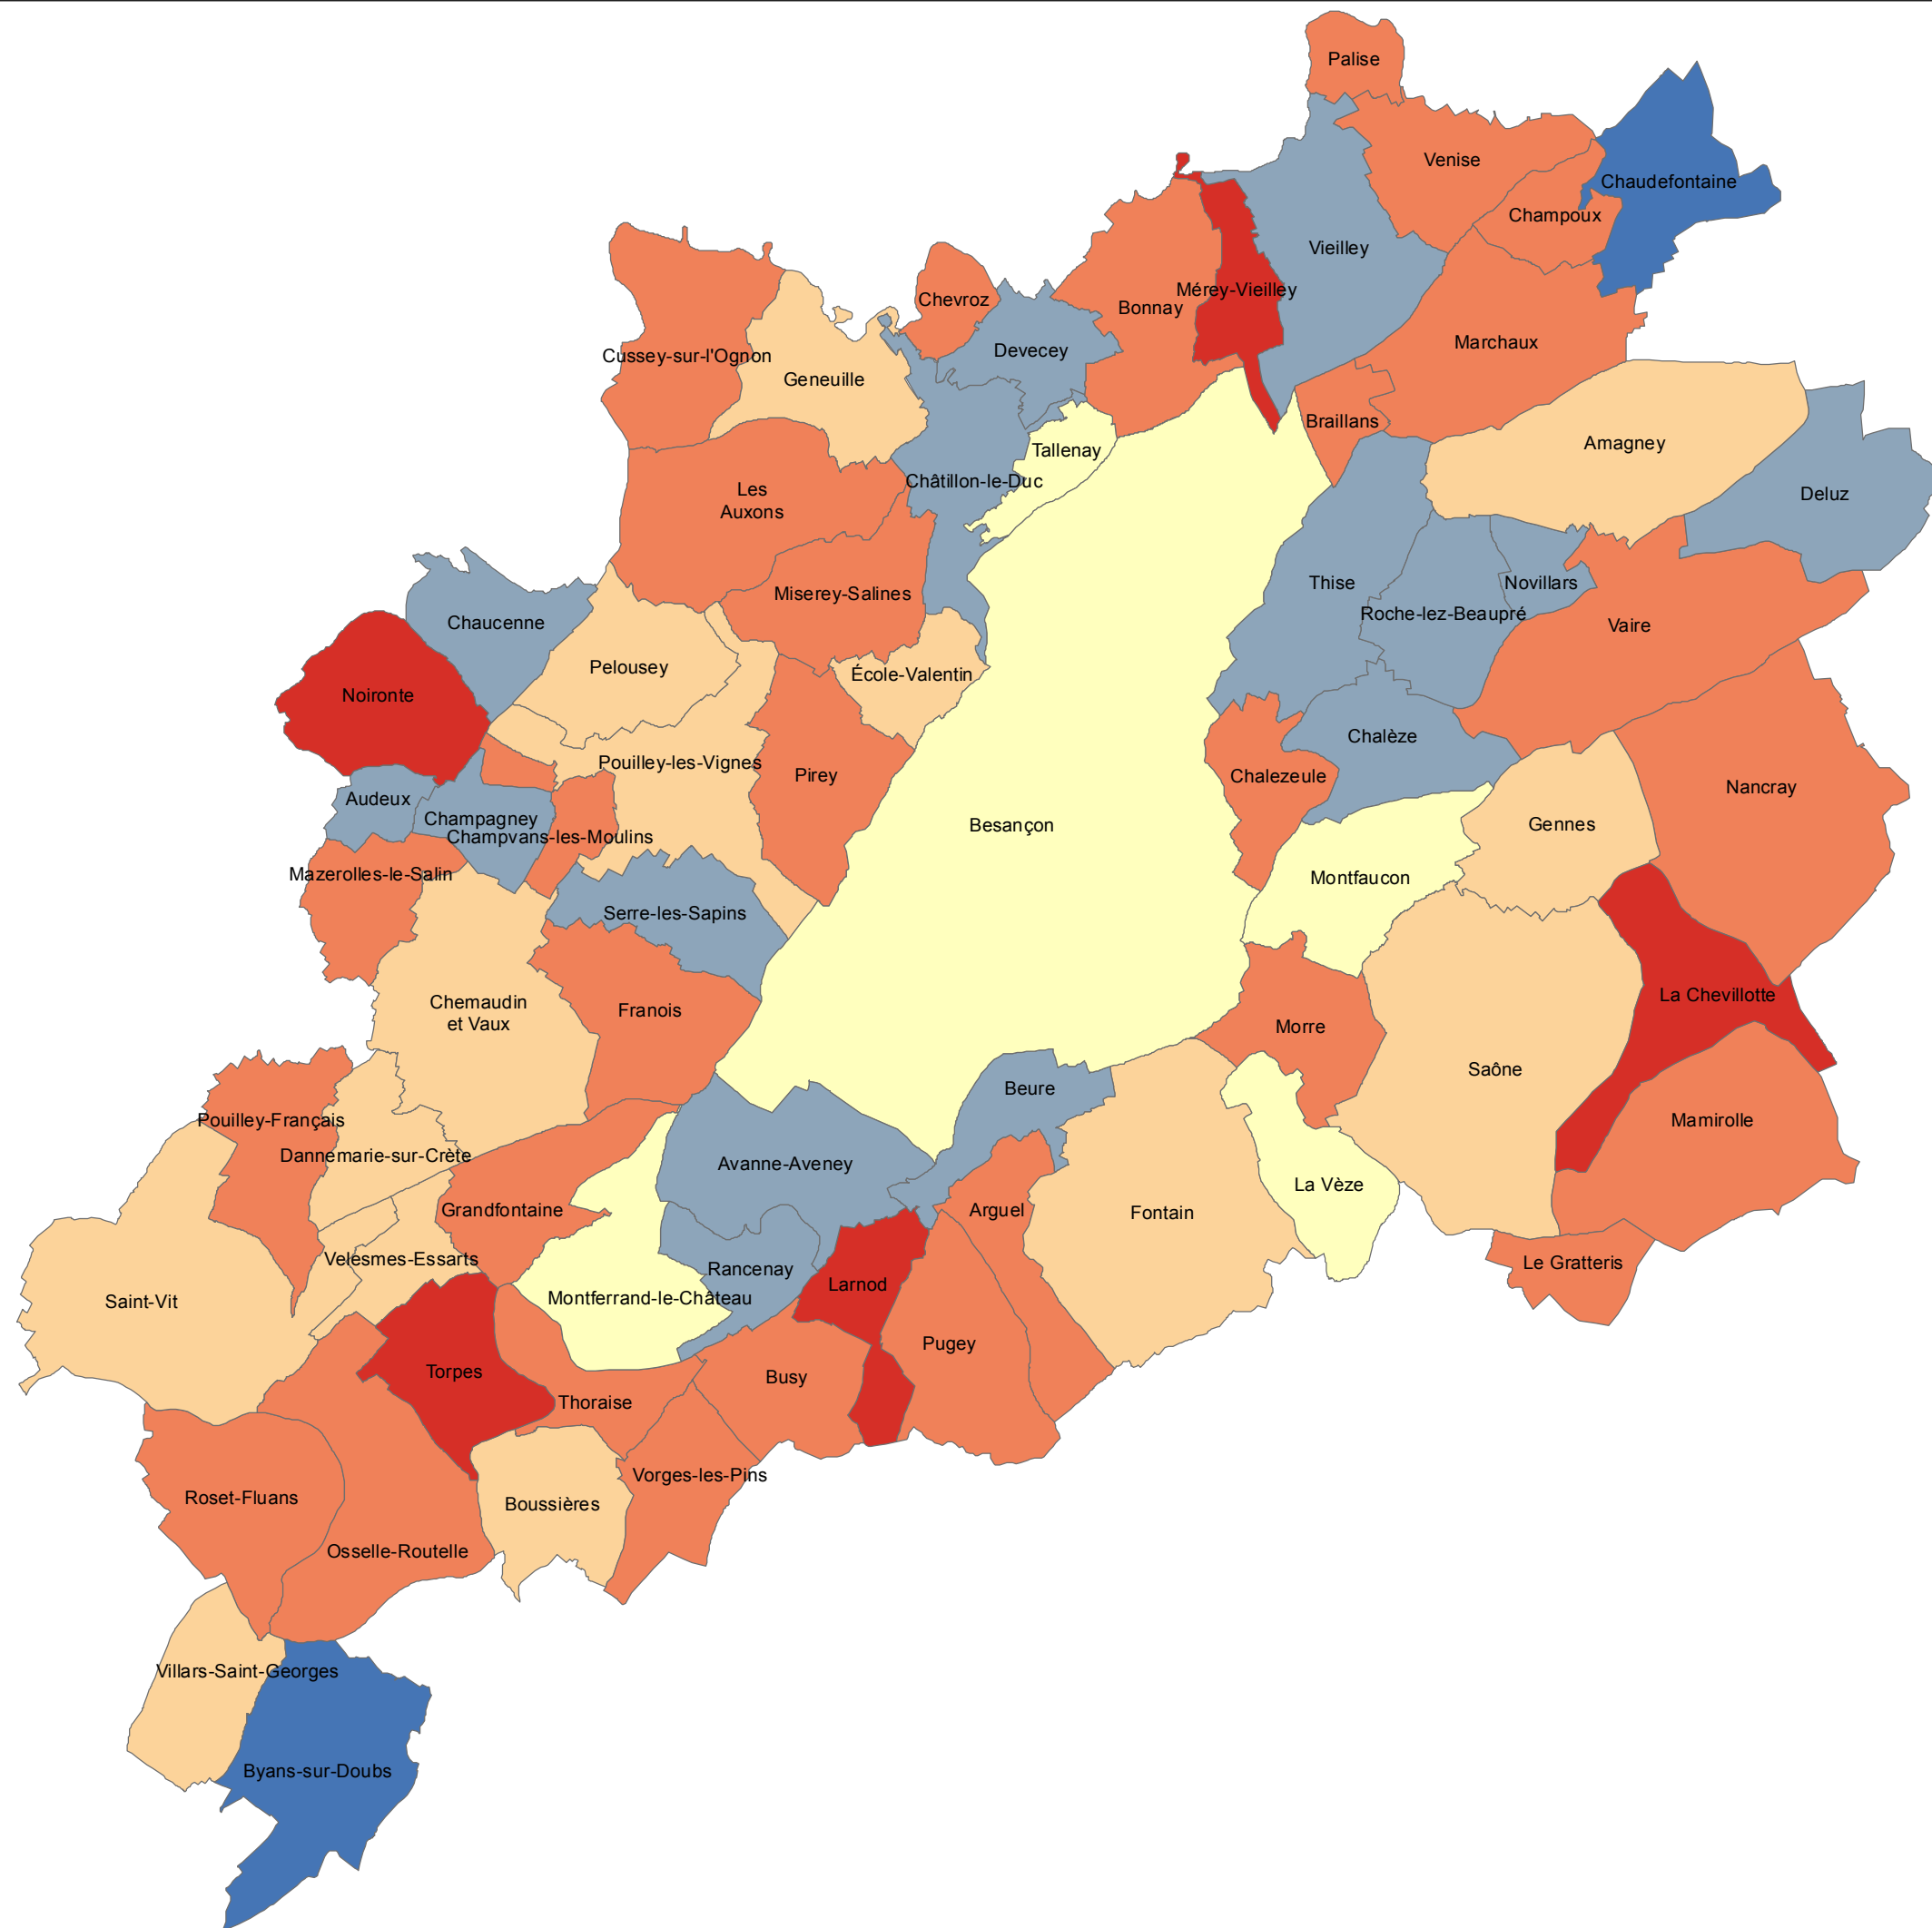 Palise
Venise
Chaudefontaine
Champoux
Vieilley
Mérey-Vieilley
Chevroz
Bonnay
Marchaux
Devecey
Cussey-sur-l'Ognon
Geneuille
Braillans
Amagney
Tallenay
Châtillon-le-Duc
Les
Auxons
Deluz
Thise
Novillars
Miserey-Salines
Roche-lez-Beaupré
Chaucenne
Vaire
Pelousey
École-Valentin
Noironte
Chalèze
Pouilley-les-Vignes
Pirey
Chalezeule
Nancray
Audeux
Champagney
Besançon
Gennes
Champvans-les-Moulins
Mazerolles-le-Salin
Montfaucon
Serre-les-Sapins
La Chevillotte
Chemaudin
et Vaux
Franois
Morre
Saône
Beure
Pouilley-Français
Mamirolle
Dannemarie-sur-Crète
Avanne-Aveney
La Vèze
Grandfontaine
Arguel
Fontain
Velesmes-Essarts
Le Gratteris
Rancenay
Larnod
Saint-Vit
Montferrand-le-Château
Pugey
Torpes
Busy
Thoraise
Vorges-les-Pins
Roset-Fluans
Boussières
Osselle-Routelle
Villars-Saint-Georges
Byans-sur-Doubs